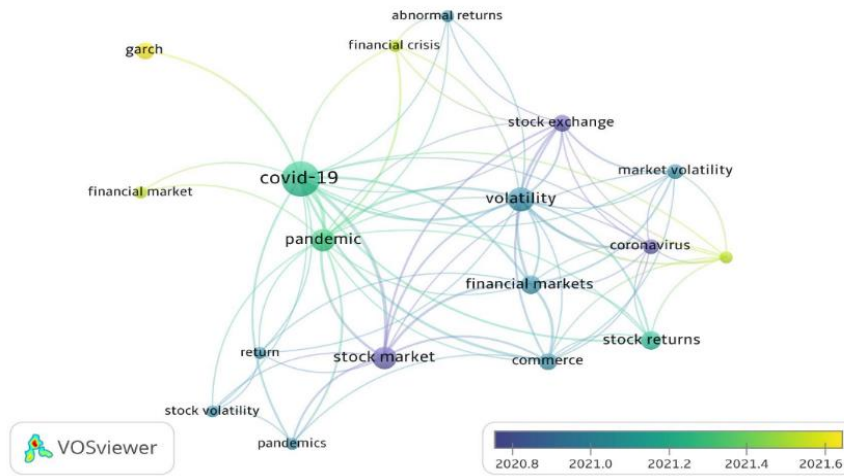 abnormal returns
garch
financial crisis
stock exchange
covid-19
market volatility
financial market
volatility
pandemic
coronavirus
financial markets
stock returns
return
stock market
commerce
stock volatility
pandemics
VOSviewer
2020.8 2021.0 2021.2 2021.4 2021.6